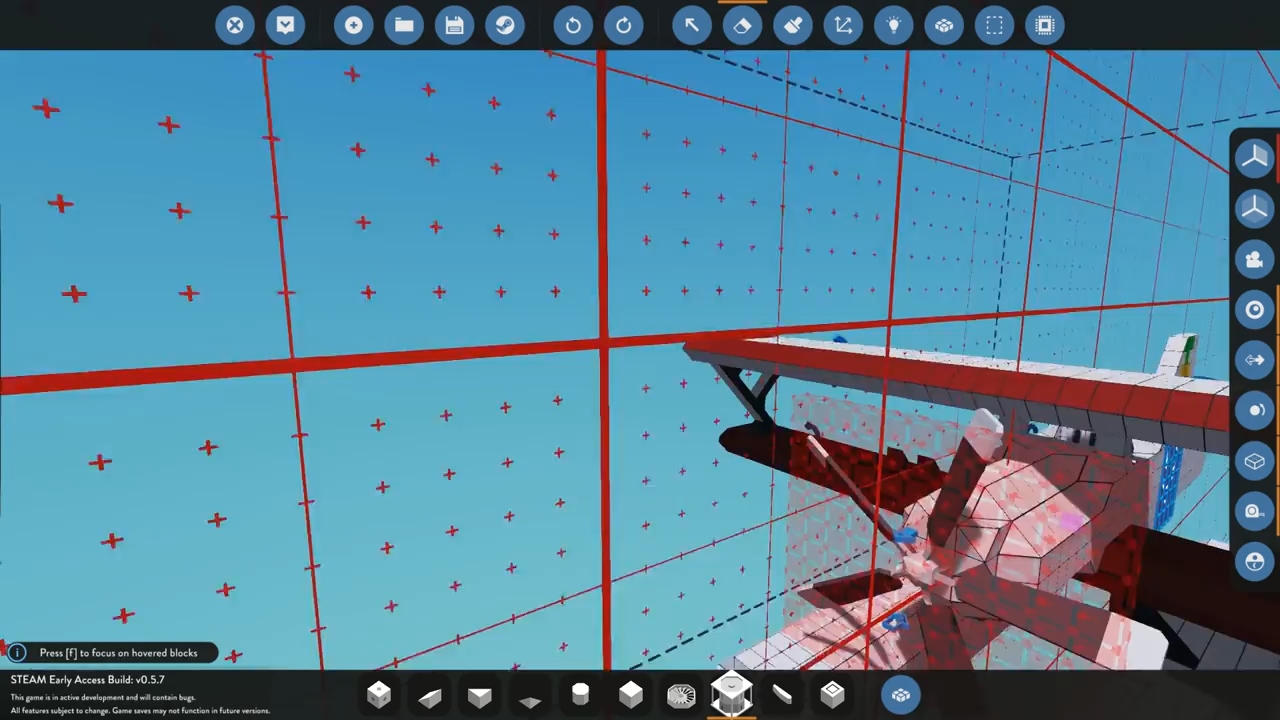 Press [f] to focus on hovered blocks
STEAM Early Access Build: v0.5.7
This game is in active development and will contain bugs.
All features subject to change. Game saves may not function in future versions.